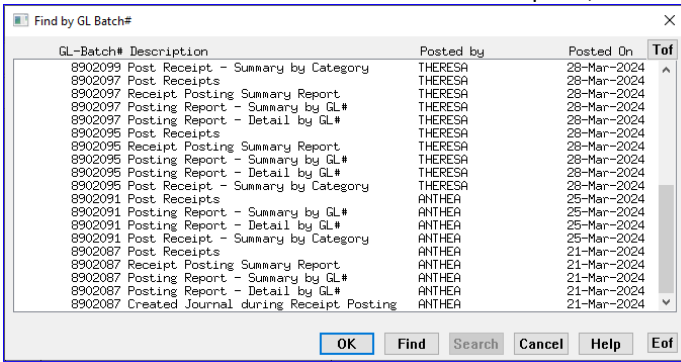 Find by GL Batch#
GL-Batch# Description Posted by Posted On Tof
8902099 Post Receipt - Summary by Category THERESA 28-Mar-2024
8902097 Post Receipts THERESA 28-Mar-2024
8902097 Receipt Posting Summary Report THERESA 28-Mar-2024
8902097 Posting Report - Summary by GL# THERESA 28-Mar-2024
8902097 Posting Report - Detail by GL# THERESA 28-Mar-2024
8902095 Post Receipts THERESA 28-Mar-2024
8902095 Receipt Posting Summary Report THERESA 28-Mar-2024
8902095 Posting Report - Summary by GL# THERESA 28-Mar-2024
8902095 Posting Report - Detail by GL# THERESA 28-Mar-2024
8902095 Post Receipt - Summary by Category THERESA 28-Mar-2024
8902091 Post Receipts ANTHEA 25-Mar-2024
8902091 Posting Report - Summary by GL# ANTHEA 25-Mar-2024
8902091 Posting Report - Detail by GL# ANTHEA 25-Mar-2024
8902091 Post Receipt - Summary by Category ANTHEA 25-Mar-2024
8902087 Post Receipts ANTHEA 21-Mar-2024
8902087 Receipt Posting Summary Report ANTHEA 21-Mar-2024
8902087 Posting Report - Summary by GL# ANTHEA 21-Mar-2024
8902087 Posting Report - Detail by GL# ANTHEA 21-Mar-2024
8902087 Created Journal during Receipt Posting ANTHEA 21-Mar-2024
OK Find Search Cancel Help Eof